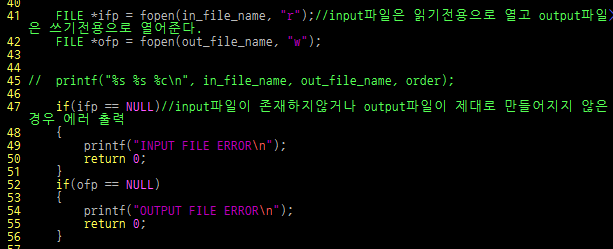 40
41     FILE *ifp = fopen(in_file_name, "r");//input파일은 읽기전용으로 열고 output파일
은 쓰기전용으로 열어준다.
42     FILE *ofp = fopen(out_file_name, "w");
43
44
45 //  printf("%s %s %c\n", in_file_name, out_file_name, order);
46
47     if(ifp == NULL)//input파일이 존재하지않거나 output파일이 제대로 만들어지지 않은
경우 에러 출력
48     {
49         printf("INPUT FILE ERROR\n");
50         return 0;
51     }
52     if(ofp == NULL)
53     {
54         printf("OUTPUT FILE ERROR\n");
55         return 0;
56     }